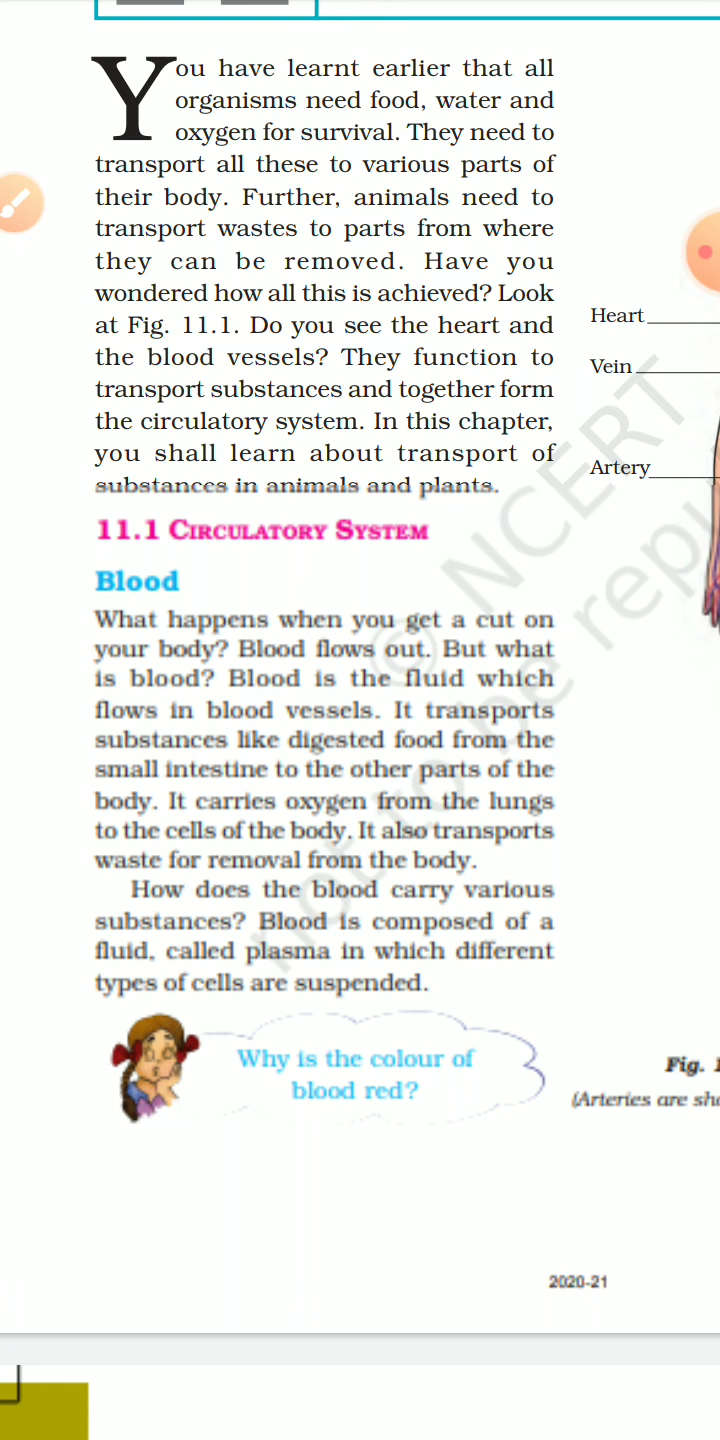 You have learnt earlier that all
organisms need food, water and
oxygen for survival. They need to
transport all these to various parts of
their body. Further, animals need to
transport wastes to parts from where
they can be removed. Have you
wondered how all this is achieved? Look
at Fig. 11.1. Do you see the heart and
the blood vessels? They function to
transport substances and together form
the circulatory system. In this chapter,
you shall learn about transport of
substances in animals and plants.
11.1 CIRCULATORY SYSTEM
Blood
What happens when you get a cut on
your body? Blood flows out. But what
is blood? Blood is the fluid which
flows in blood vessels. It transports
substances like digested food from the
small intestine to the other parts of the
body. It carries oxygen from the lungs
to the cells of the body. It also transports
waste for removal from the body.
How does the blood carry various
substances? Blood is composed of a
fluid, called plasma in which different
types of cells are suspended.
Why is the colour of
blood red?
Heart
Vein
Artery
Fig.
(Arteries are
2020-21
© NCERT
not to be